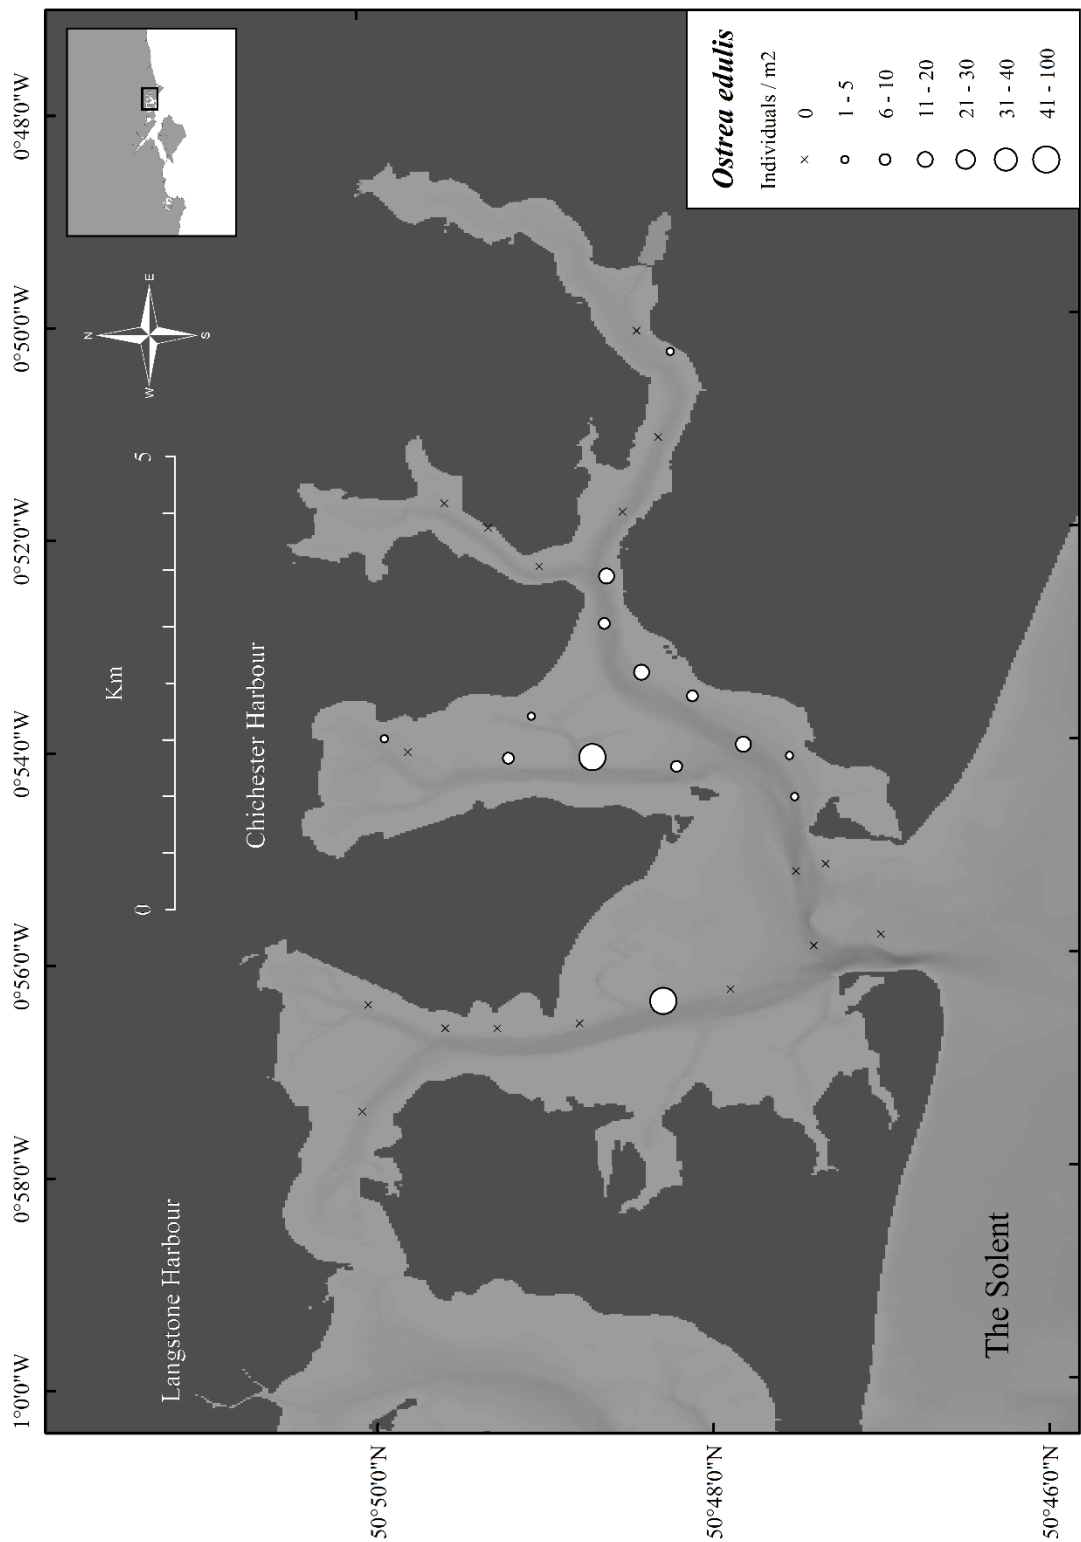 1°0'0"W
0°58'0"W
0°56'0"W
0°54'0"W
0°52'0"W
0°50'0"W
0°48'0"W
Langstone Harbour
Chichester Harbour
Km
0
5
N
E
S
W
50°50'0"N
50°48'0"N
50°46'0"N
The Solent
Ostrea edulis
Individuals / m2
0
1 - 5
6 - 10
11 - 20
21 - 30
31 - 40
41 - 100